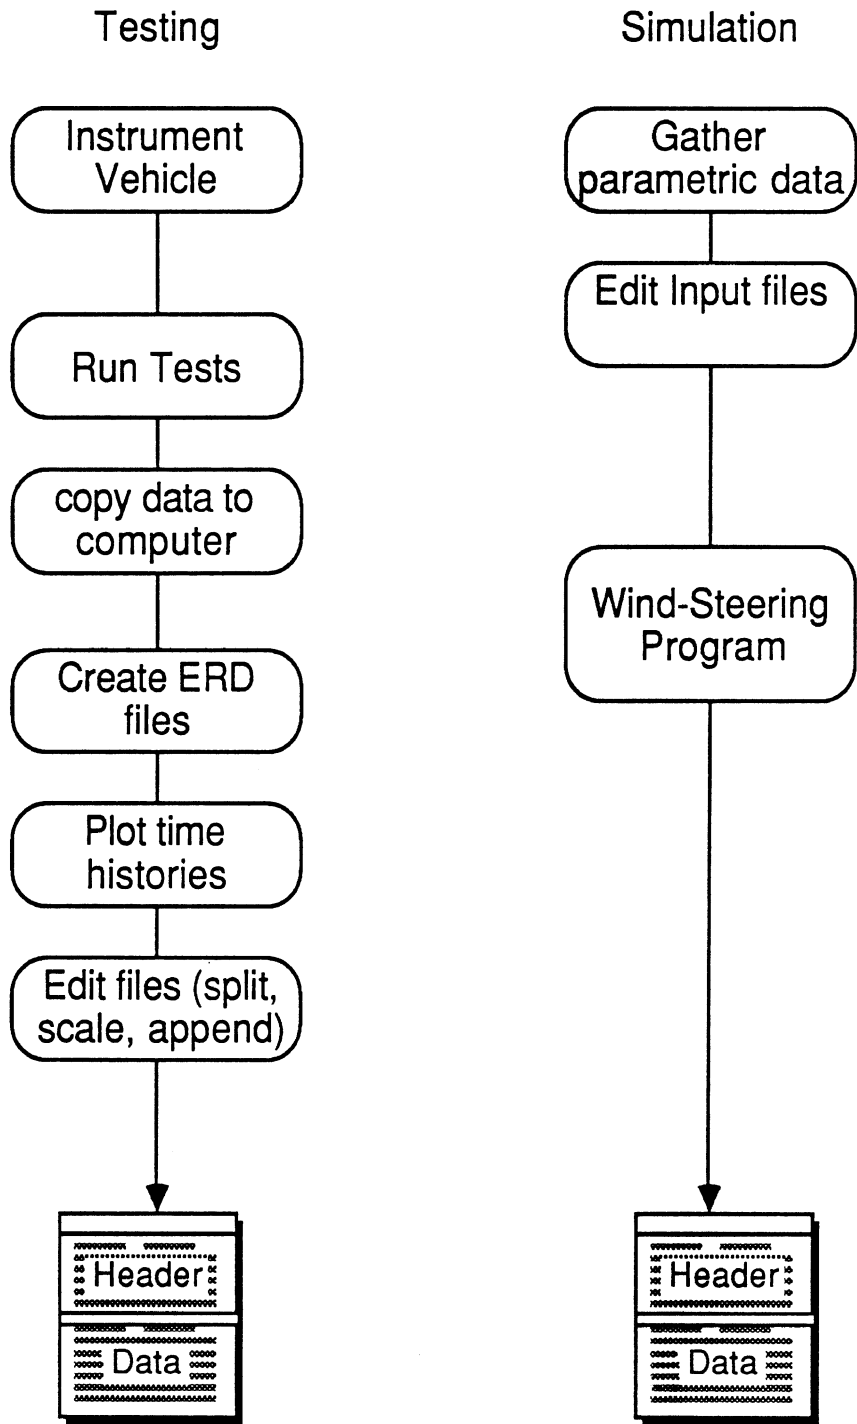 Testing
Instrument
Vehicle
Run Tests
copy data to
computer
Create ERD
files
Plot time
histories
Edit files (split,
scale, append)
Header
Data
Simulation
Gather
parametric data
Edit Input files
Wind-Steering
Program
Header
Data